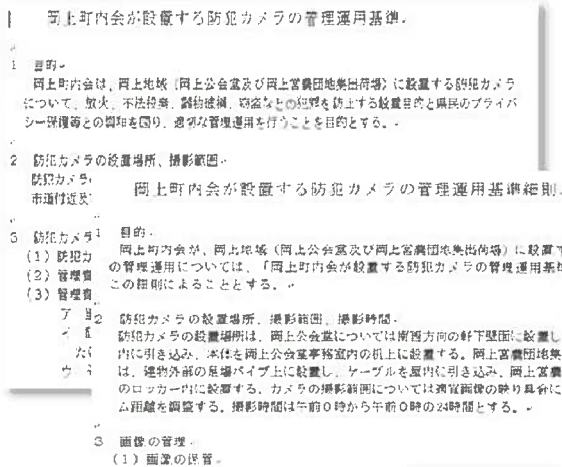 岡上町内会が設置する防犯カメラの管理運用基準
1 目的
岡上町内会は、岡上地域(岡上公会堂及び岡上営農団地集出荷場)に設置する防犯カメラ
について、放火、不法投棄、器物破損、窃盗などの犯罪を防止する設置目的と県民のプライバ
シー保護等との調和を図り、適切な管理運用を行うことを目的とする。
2 防犯カメラの設置場所、撮影範囲
防犯カメラ
市道付近及
3 防犯カメラ
(1)防犯カ
(2)管理責
(3)管理責
ア
イ
ウ
岡上町内会が設置する防犯カメラの管理運用基準細則
1 目的
岡上町内会が、岡上地域(岡上公会堂及び岡上営農団地集出荷場)に設置す
の管理運用については、「岡上町内会が設置する防犯カメラの管理運用基準
この細則によることとする。
2 防犯カメラの設置場所、撮影範囲、撮影時間
防犯カメラの設置場所は、岡上公会堂については南西方向の軒下壁面に設置し
内に引き込み、本体を岡上公会堂事務室内の机上に設置する。岡上営農団地集
は、建物外部の足場パイプ上に設置し、ケーブルを屋内に引き込み、岡上営農
のロッカー内に設置する。カメラの撮影範囲については適宜画像の映り具合に
ム距離を調整する。撮影時間は午前0時から午前0時の24時間とする。
3 画像の管理
(1)画像の保管